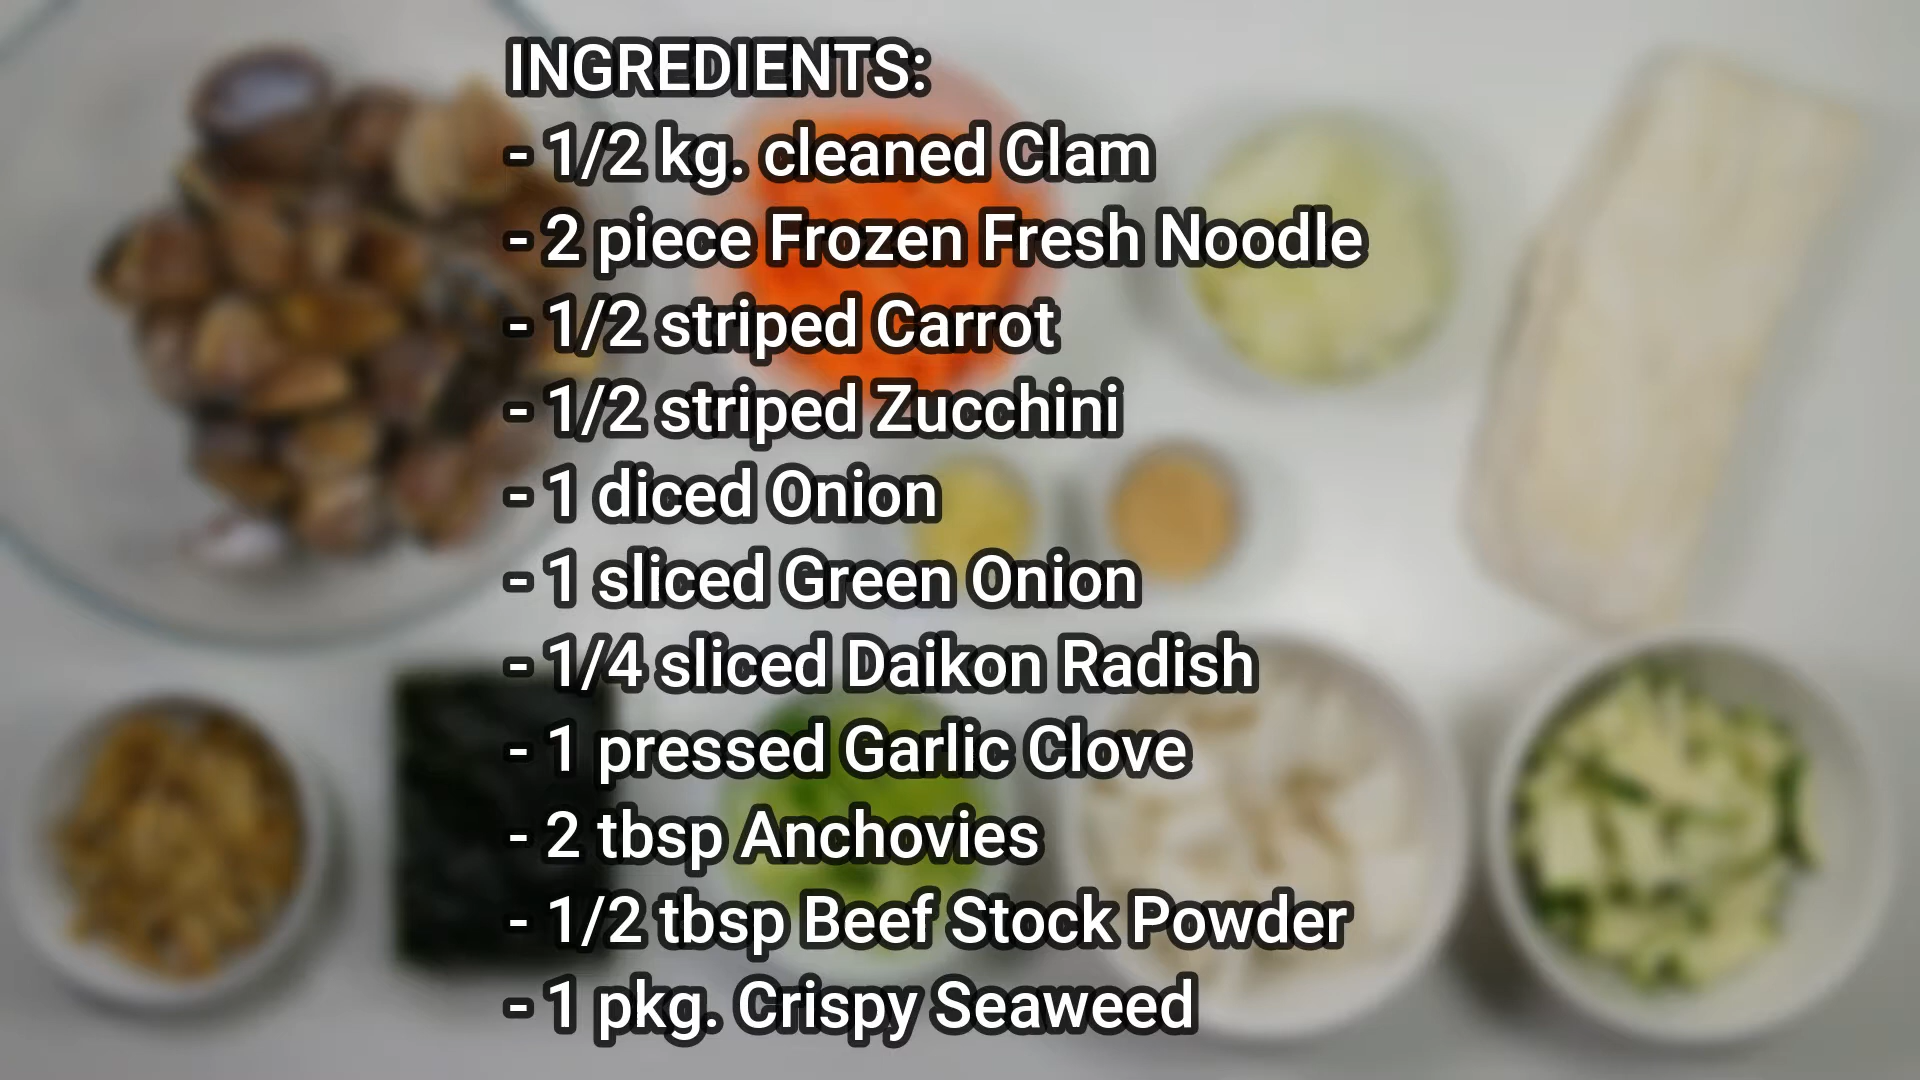 INGREDIENTS:
- 1/2 kg. cleaned Clam
- 2 piece Frozen Fresh Noodle
- 1/2 striped Carrot
- 1/2 striped Zucchini
- 1 diced Onion
- 1 sliced Green Onion
- 1/4 sliced Daikon Radish
- 1 pressed Garlic Clove
- 2 tbsp Anchovies
- 1/2 tbsp Beef Stock Powder
- 1 pkg. Crispy Seaweed